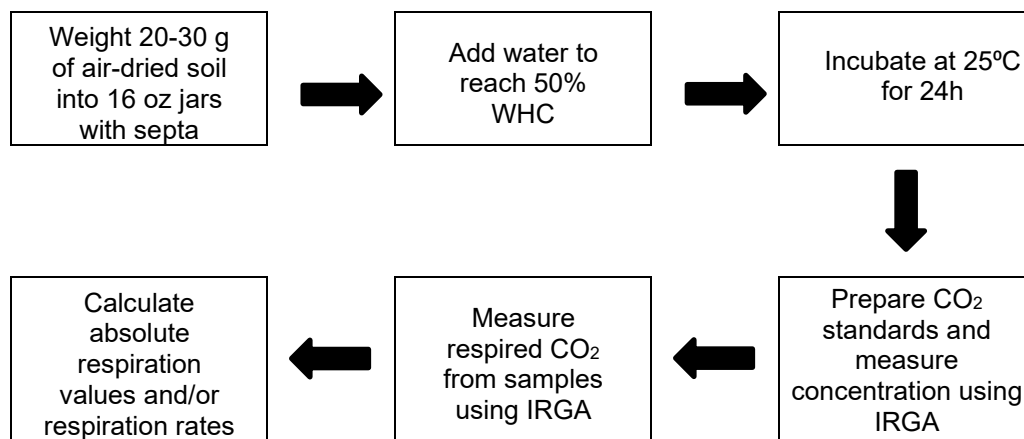 Weight 20-30 g
of air-dried soil
into 16 oz jars
with septa
Add water to
reach 50%
WHC
Incubate at 25ºC
for 24h
Prepare CO₂
standards and
measure
concentration using
IRGA
Measure
respired CO₂
from samples
using IRGA
Calculate
absolute
respiration
values and/or
respiration rates